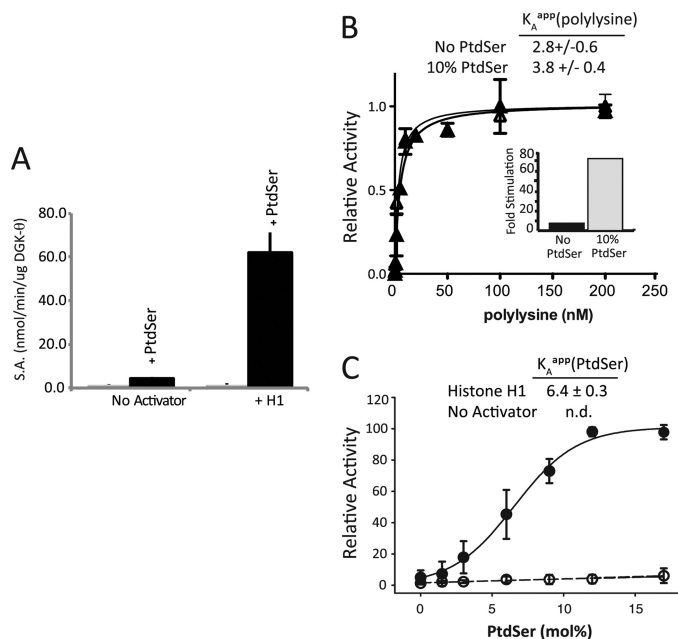 A
S.A. (nmol/min/ug DGK-θ)
80.0
60.0
40.0
20.0
0.0
+ PtdSer
+ PtdSer
No Activator
+ H1
B
K_A^app(polylysine)
No PtdSer 2.8+/-0.6
10% PtdSer 3.8 +/- 0.4
Relative Activity
1.0
0.5
0.0
0 50 100 150 200 250
polylysine (nM)
Fold Stimulation
80
60
40
20
0
No PtdSer
10% PtdSer
C
K_A^app(PtdSer)
Histone H1 6.4 ± 0.3
No Activator n.d.
Relative Activity
120
100
80
60
40
20
0
0 5 10 15
PtdSer (mol%)